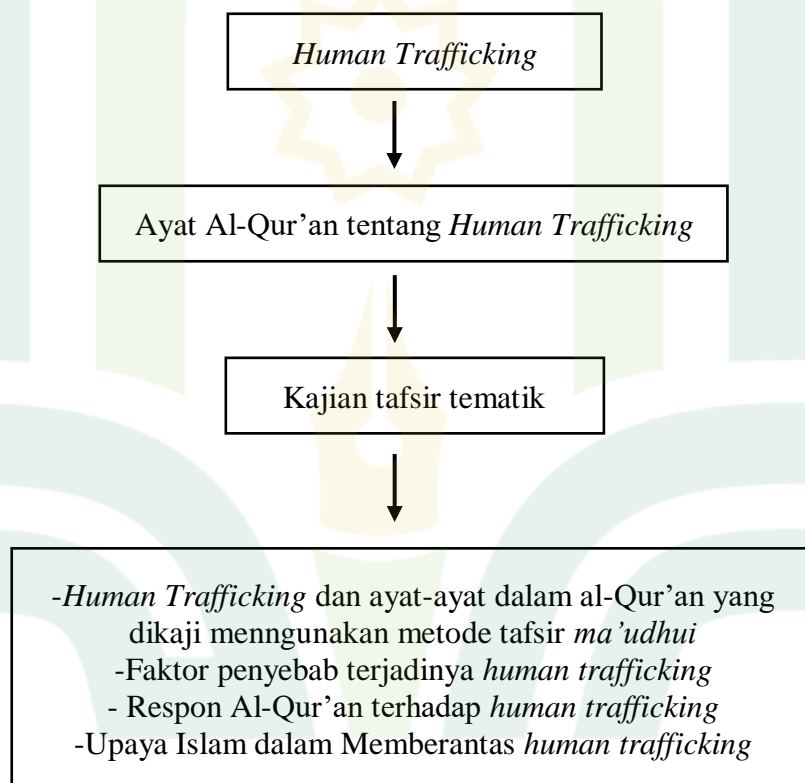 Human Trafficking
Ayat Al-Qur’an tentang Human Trafficking
Kajian tafsir tematik
-Human Trafficking dan ayat-ayat dalam al-Qur’an yang
dikaji menngunakan metode tafsir ma’udhui
-Faktor penyebab terjadinya human trafficking
- Respon Al-Qur’an terhadap human trafficking
-Upaya Islam dalam Memberantas human trafficking